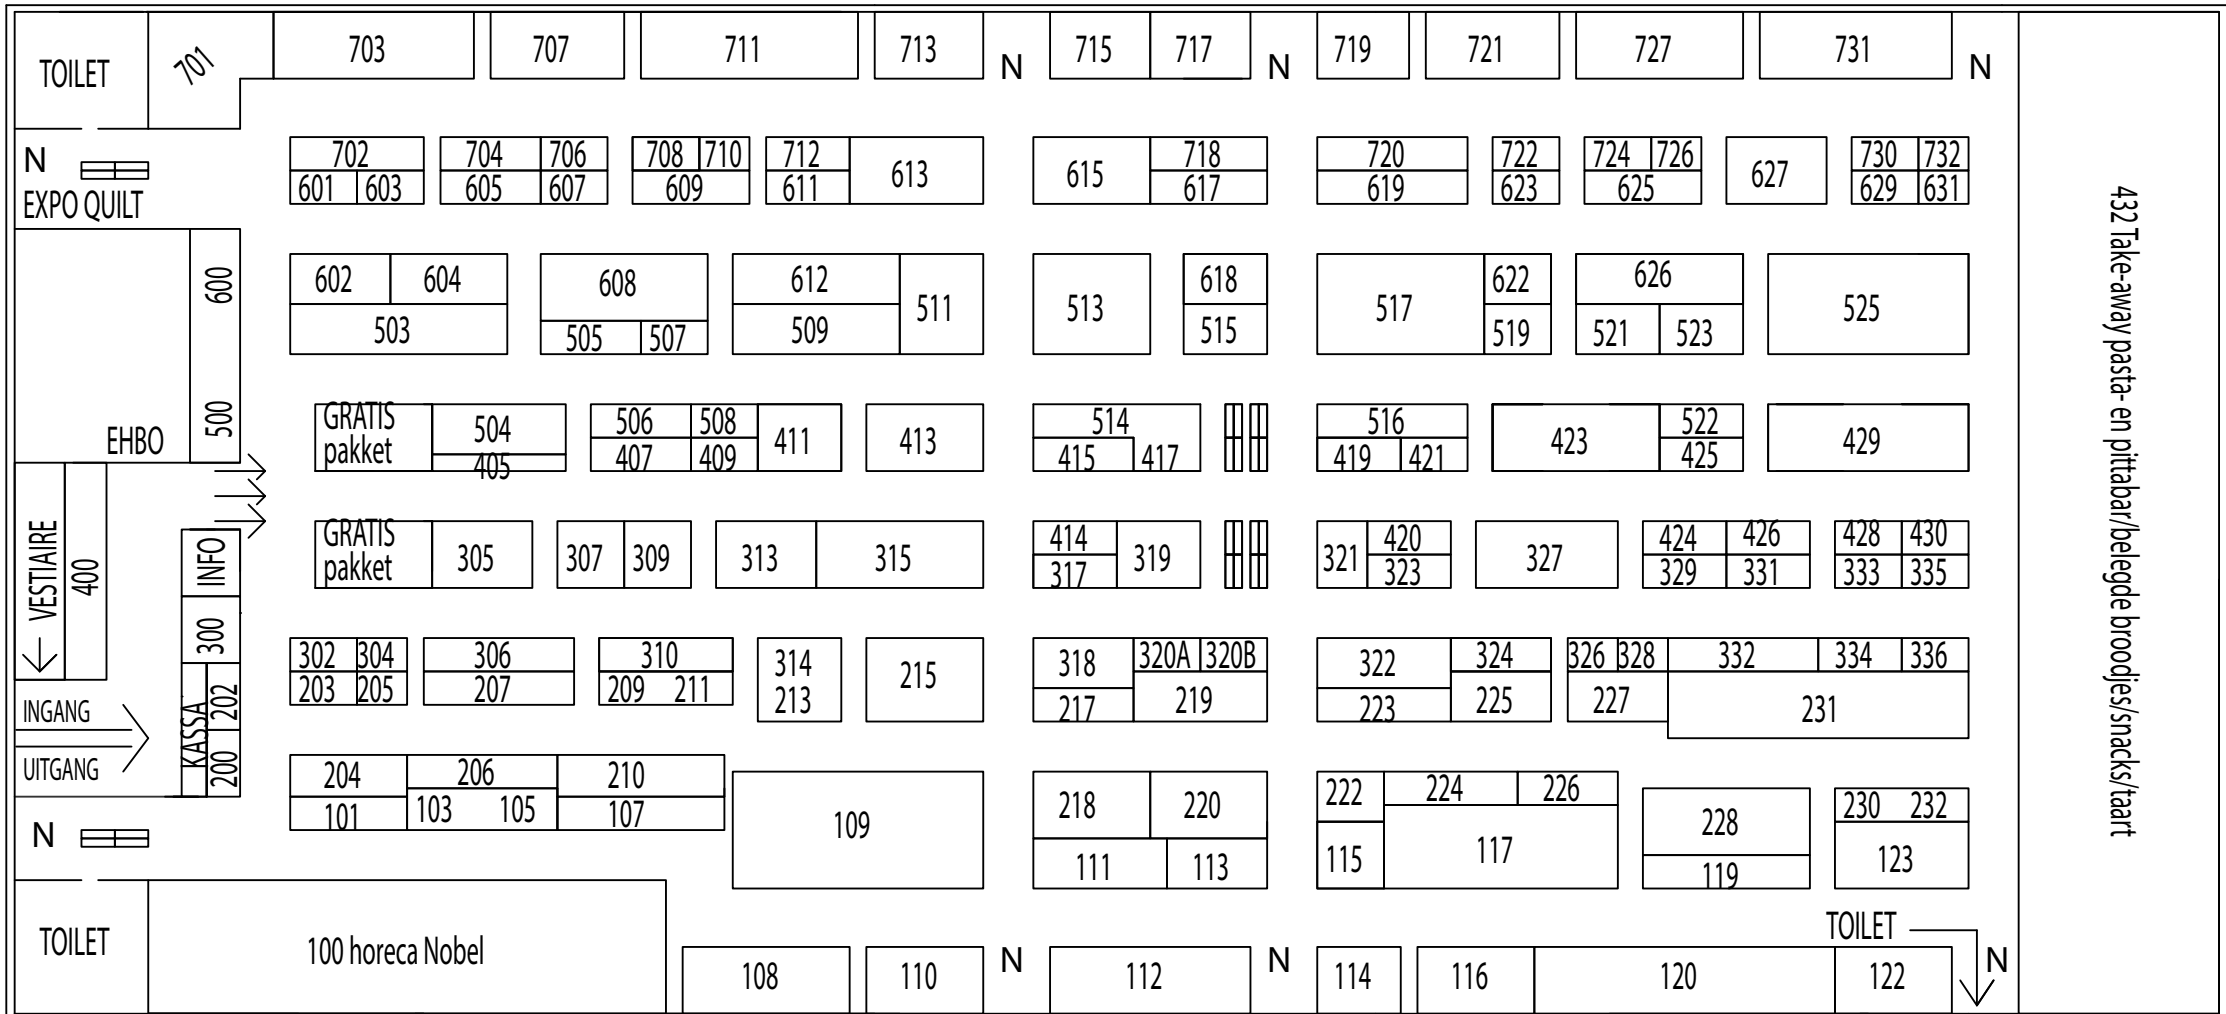 TOILET 701 703 707 711 713 N 715 717 N 719 721 727 731 N
N 702 704 706 708 710 712 613 615 718 720 722 724 726 627 730 732
601 603 605 607 609 611 617 619 623 625 629 631
EXPO QUILT
600 602 604 608 612 511 513 618 517 622 626 525
503 505 507 509 515 519 521 523
500 GRATIS 504 506 508 411 413 514 516 423 522 429
pakket 405 407 409 415 417 419 421 425
EHBO
VESTIAIRE 400 INFO GRATIS 305 307 309 313 315 414 319 321 420 327 424 426 428 430
pakket 317 323 329 331 333 335
300 302 304 306 310 314 215 318 320A 320B 322 324 326 328 332 334 336
203 205 207 209 211 213 217 219 223 225 227 231
INGANG
UITGANG
KASSA 202
200 204 206 210 109 218 220 222 224 226 228 230 232
101 103 105 107 111 113 115 117 119 123
N
TOILET 100 horeca Nobel 108 110 N 112 N 114 116 120 122 N
TOILET
432 Take-away pasta- en pittabar/belegde broodjes/snacks/taart